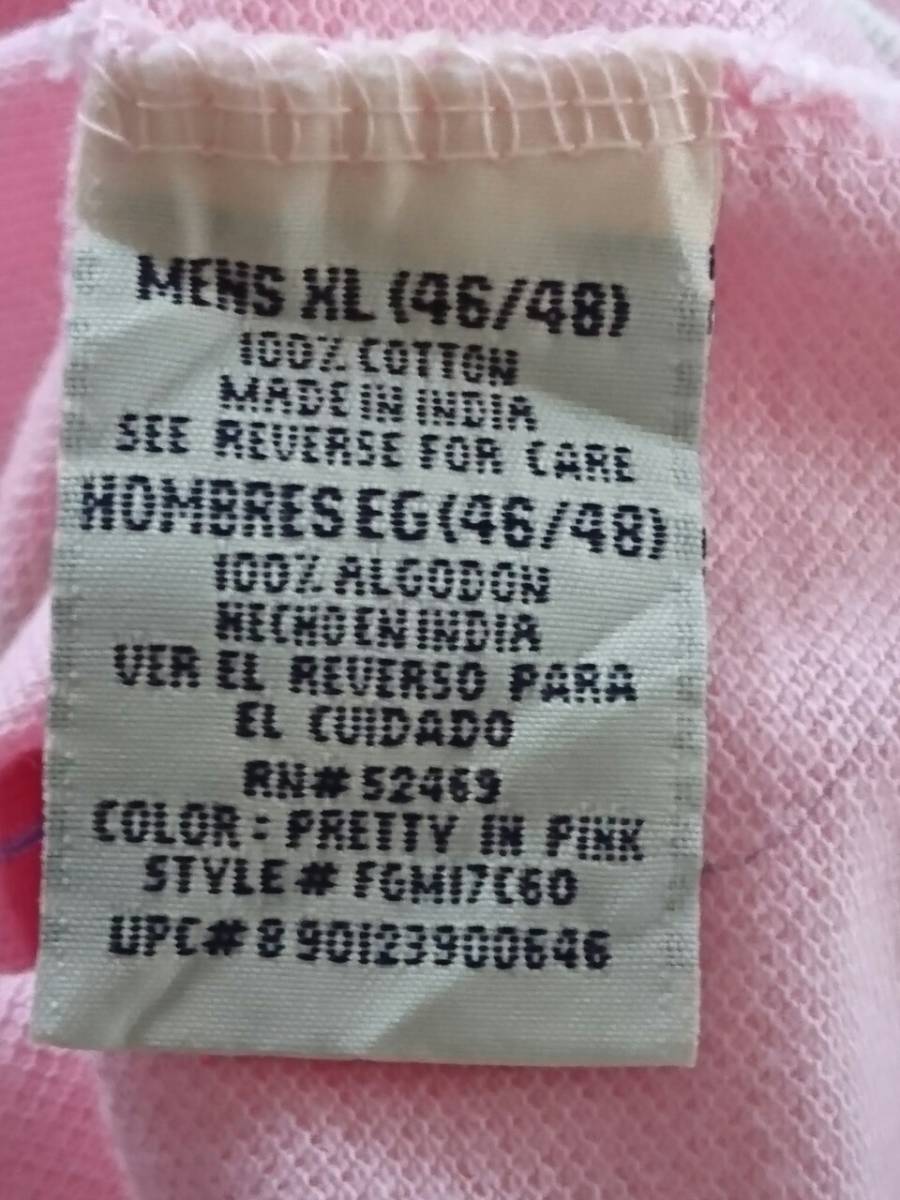 MENS XL (46/48)
100% COTTON
MADE IN INDIA
SEE REVERSE FOR CARE
HOMBRES EG (46/48)
100% ALGODON
HECHO EN INDIA
VER EL REVERSO PARA
EL CUIDADO
RN# 52469
COLOR : PRETTY IN PINK
STYLE # FGM17C60
UPC# 8 90123900646